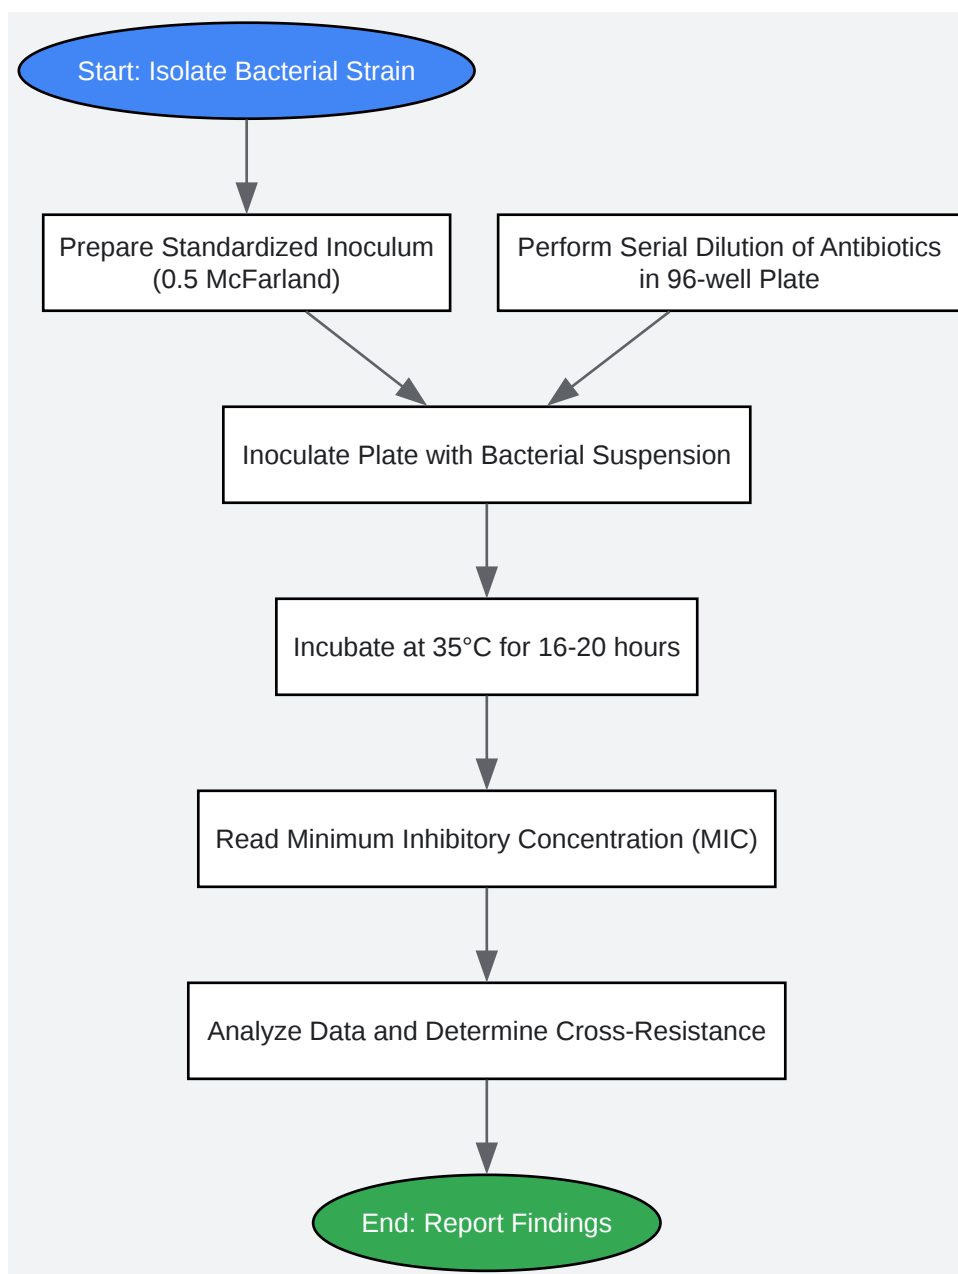 Start: Isolate Bacterial Strain
Prepare Standardized Inoculum
(0.5 McFarland)
Perform Serial Dilution of Antibiotics
in 96-well Plate
Inoculate Plate with Bacterial Suspension
Incubate at 35°C for 16-20 hours
Read Minimum Inhibitory Concentration (MIC)
Analyze Data and Determine Cross-Resistance
End: Report Findings